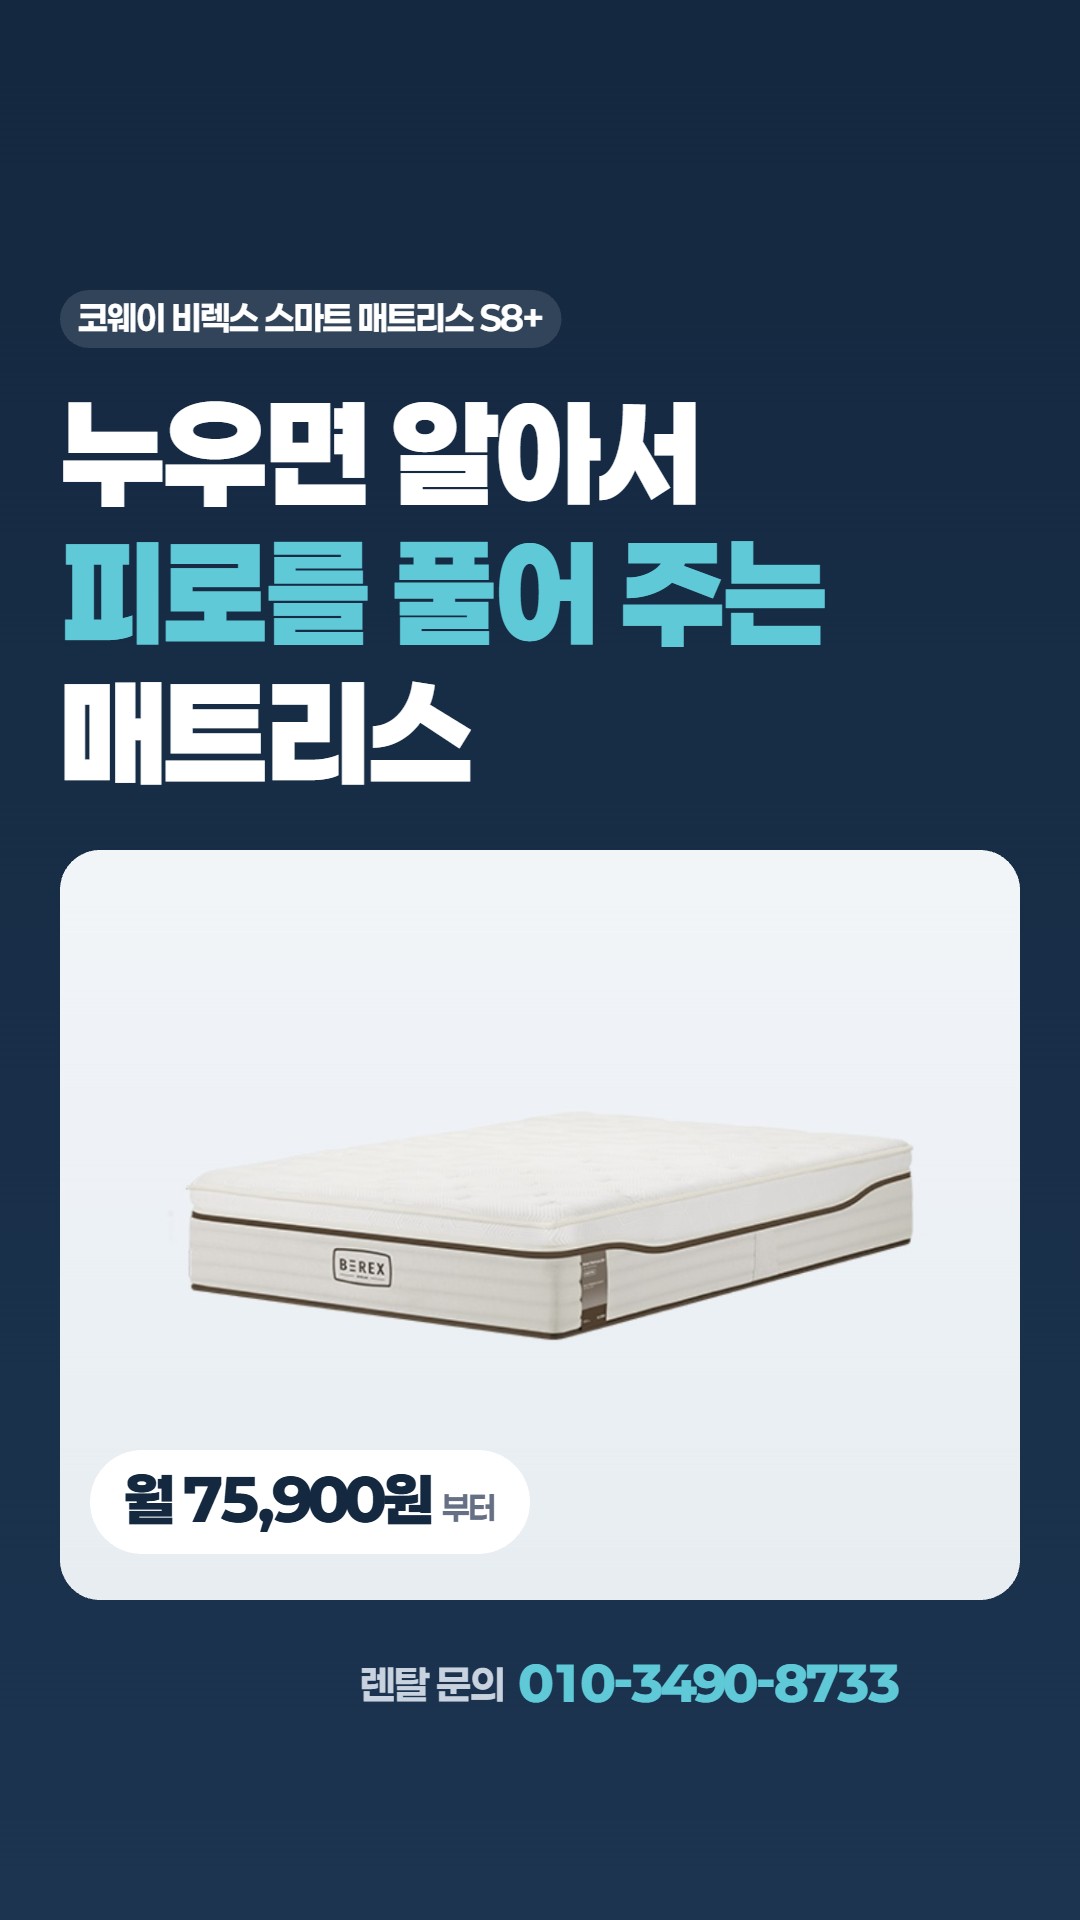 코웨이 비렉스 스마트 매트리스 S8+
누우면 알아서
피로를 풀어 주는
매트리스
BEREX
월 75,900원 부터
렌탈 문의 010-3490-8733